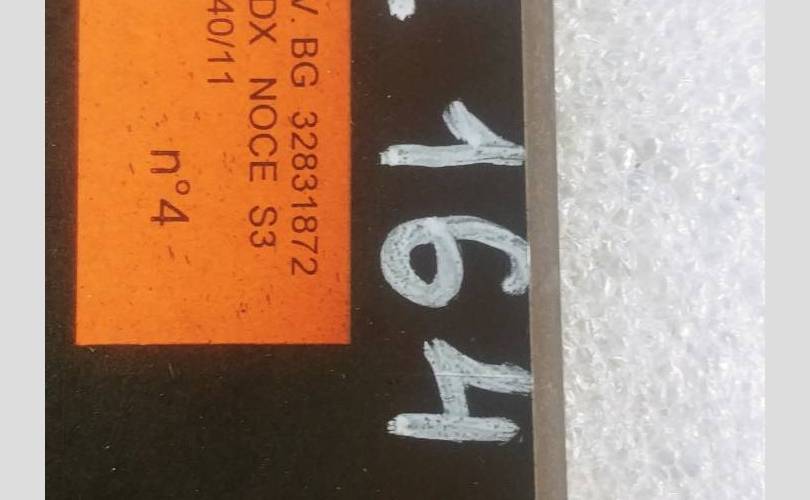 V. BG 32831872
DX NOCE S3
40/11
n°4
164